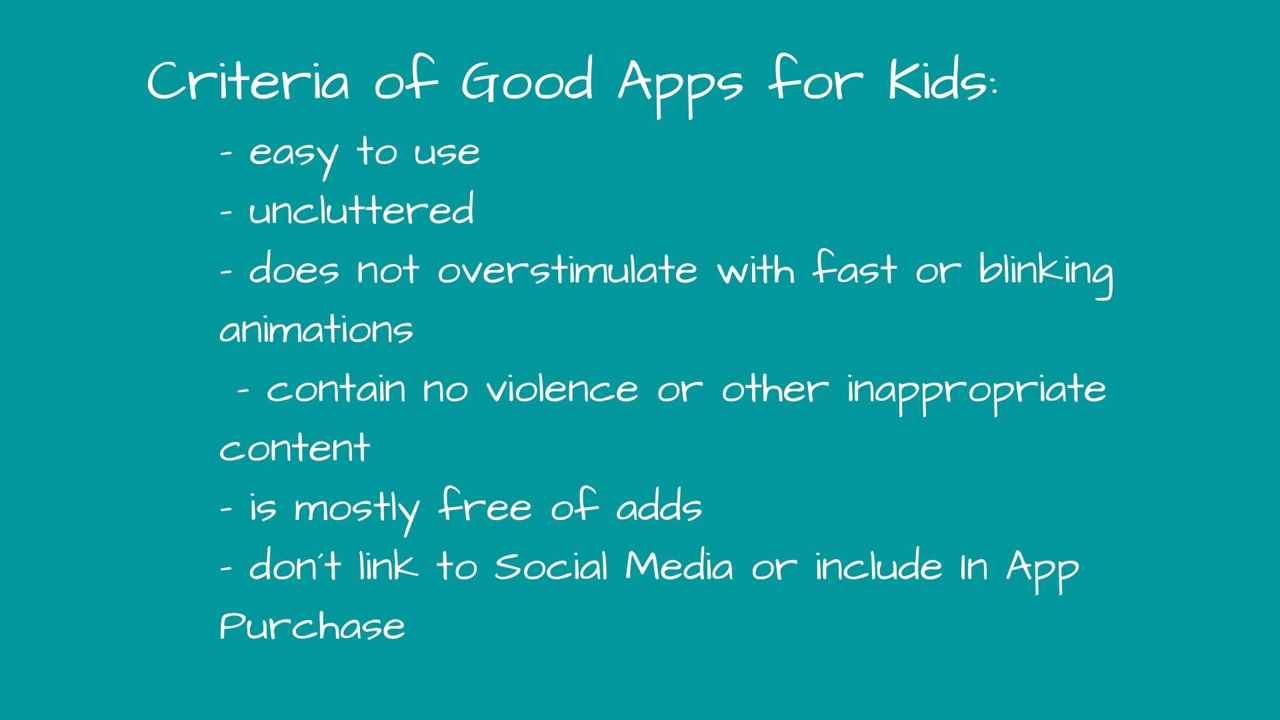 Criteria of Good Apps for Kids:
- easy to use
- uncluttered
- does not overstimulate with fast or blinking
animations
- contain no violence or other inappropriate
content
- is mostly free of adds
- don't link to Social Media or include In App
Purchase